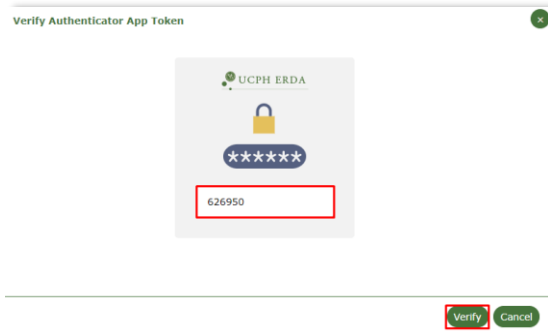 Verify Authenticator App Token
x
UCPH ERDA
******
626950
Verify Cancel